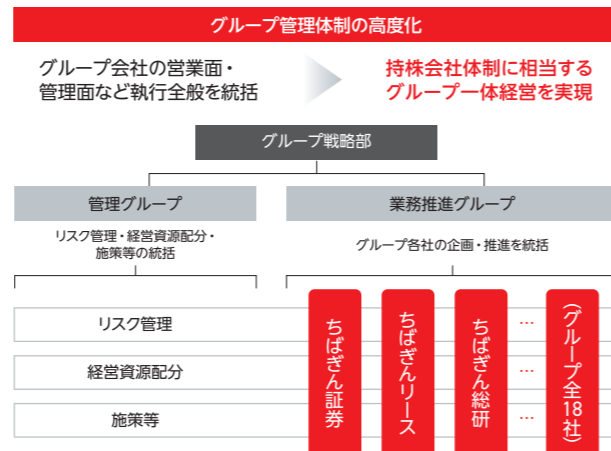 グループ管理体制の高度化
グループ会社の営業面・
管理面など執行全般を統括
持株会社体制に相当する
グループ一体経営を実現
グループ戦略部
管理グループ
業務推進グループ
リスク管理・経営資源配分・
施策等の統括
グループ各社の企画・推進を統括
リスク管理
経営資源配分
施策等
ちばぎん証券
ちばぎんリース
ちばぎん総研
…
…
…
（グループ全18社）